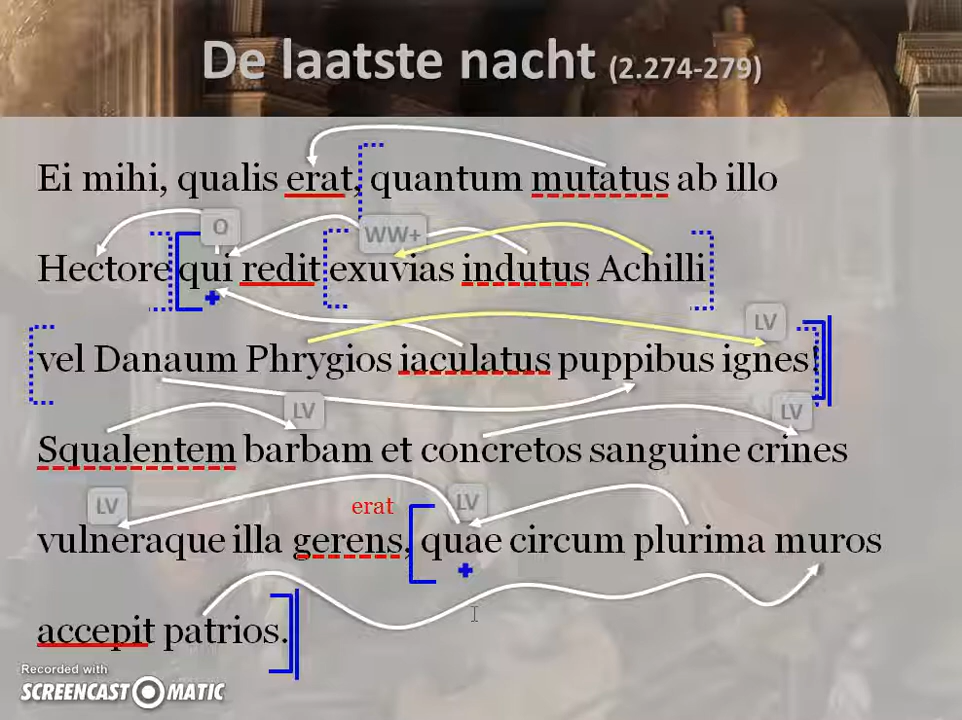 De laatste nacht (2.274-279)
Ei mihi, qualis erat, quantum mutatus ab illo
O
WW+
Hectore qui redit exuvias indutus Achilli
LV
vel Danaum Phrygios iaculatus puppibus ignes!
LV
LV
Squalentem barbam et concretos sanguine crines
LV
erat
LV
vulneraque illa gerens, quae circum plurima muros
accepit patrios.
Recorded with
SCREENCAST-O-MATIC